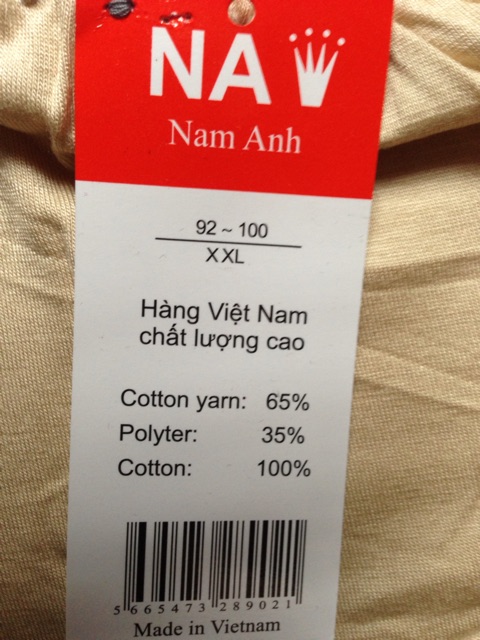 NA
Nam Anh
92 ~ 100
XXL
Hàng Việt Nam
chất lượng cao
Cotton yarn: 65%
Polyter: 35%
Cotton: 100%
5 665473 289021
Made in Vietnam